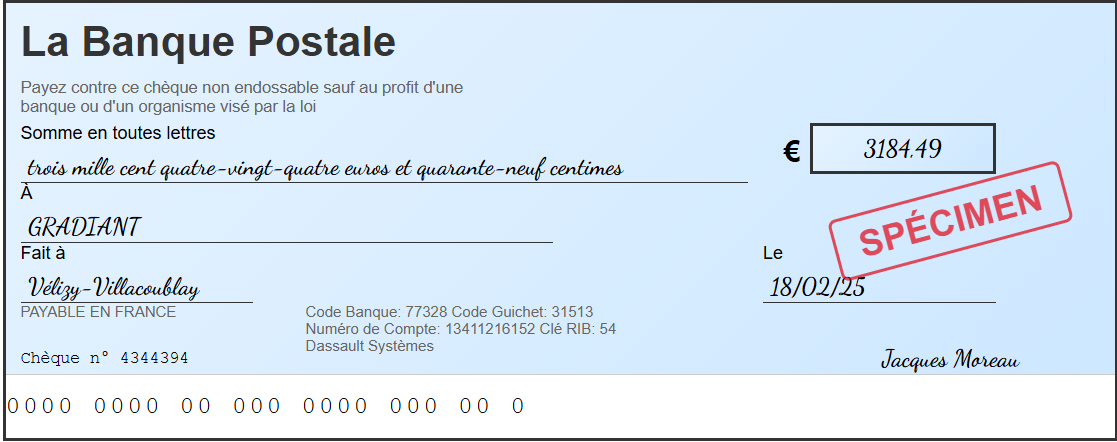 La Banque Postale
Payez contre ce chèque non endossable sauf au profit d'une
banque ou d'un organisme visé par la loi
Somme en toutes lettres
trois mille cent quatre-vingt-quatre euros et quarante-neuf centimes
€ 3184.49
À
GRADIANT
SPÉCIMEN
Fait à
Vélizy-Villacoublay
Le
18/02/25
PAYABLE EN FRANCE
Code Banque: 77328 Code Guichet: 31513
Numéro de Compte: 13411216152 Clé RIB: 54
Dassault Systèmes
Chèque n° 4344394
Jacques Moreau
0000 0000 00 000 0000 000 00 0